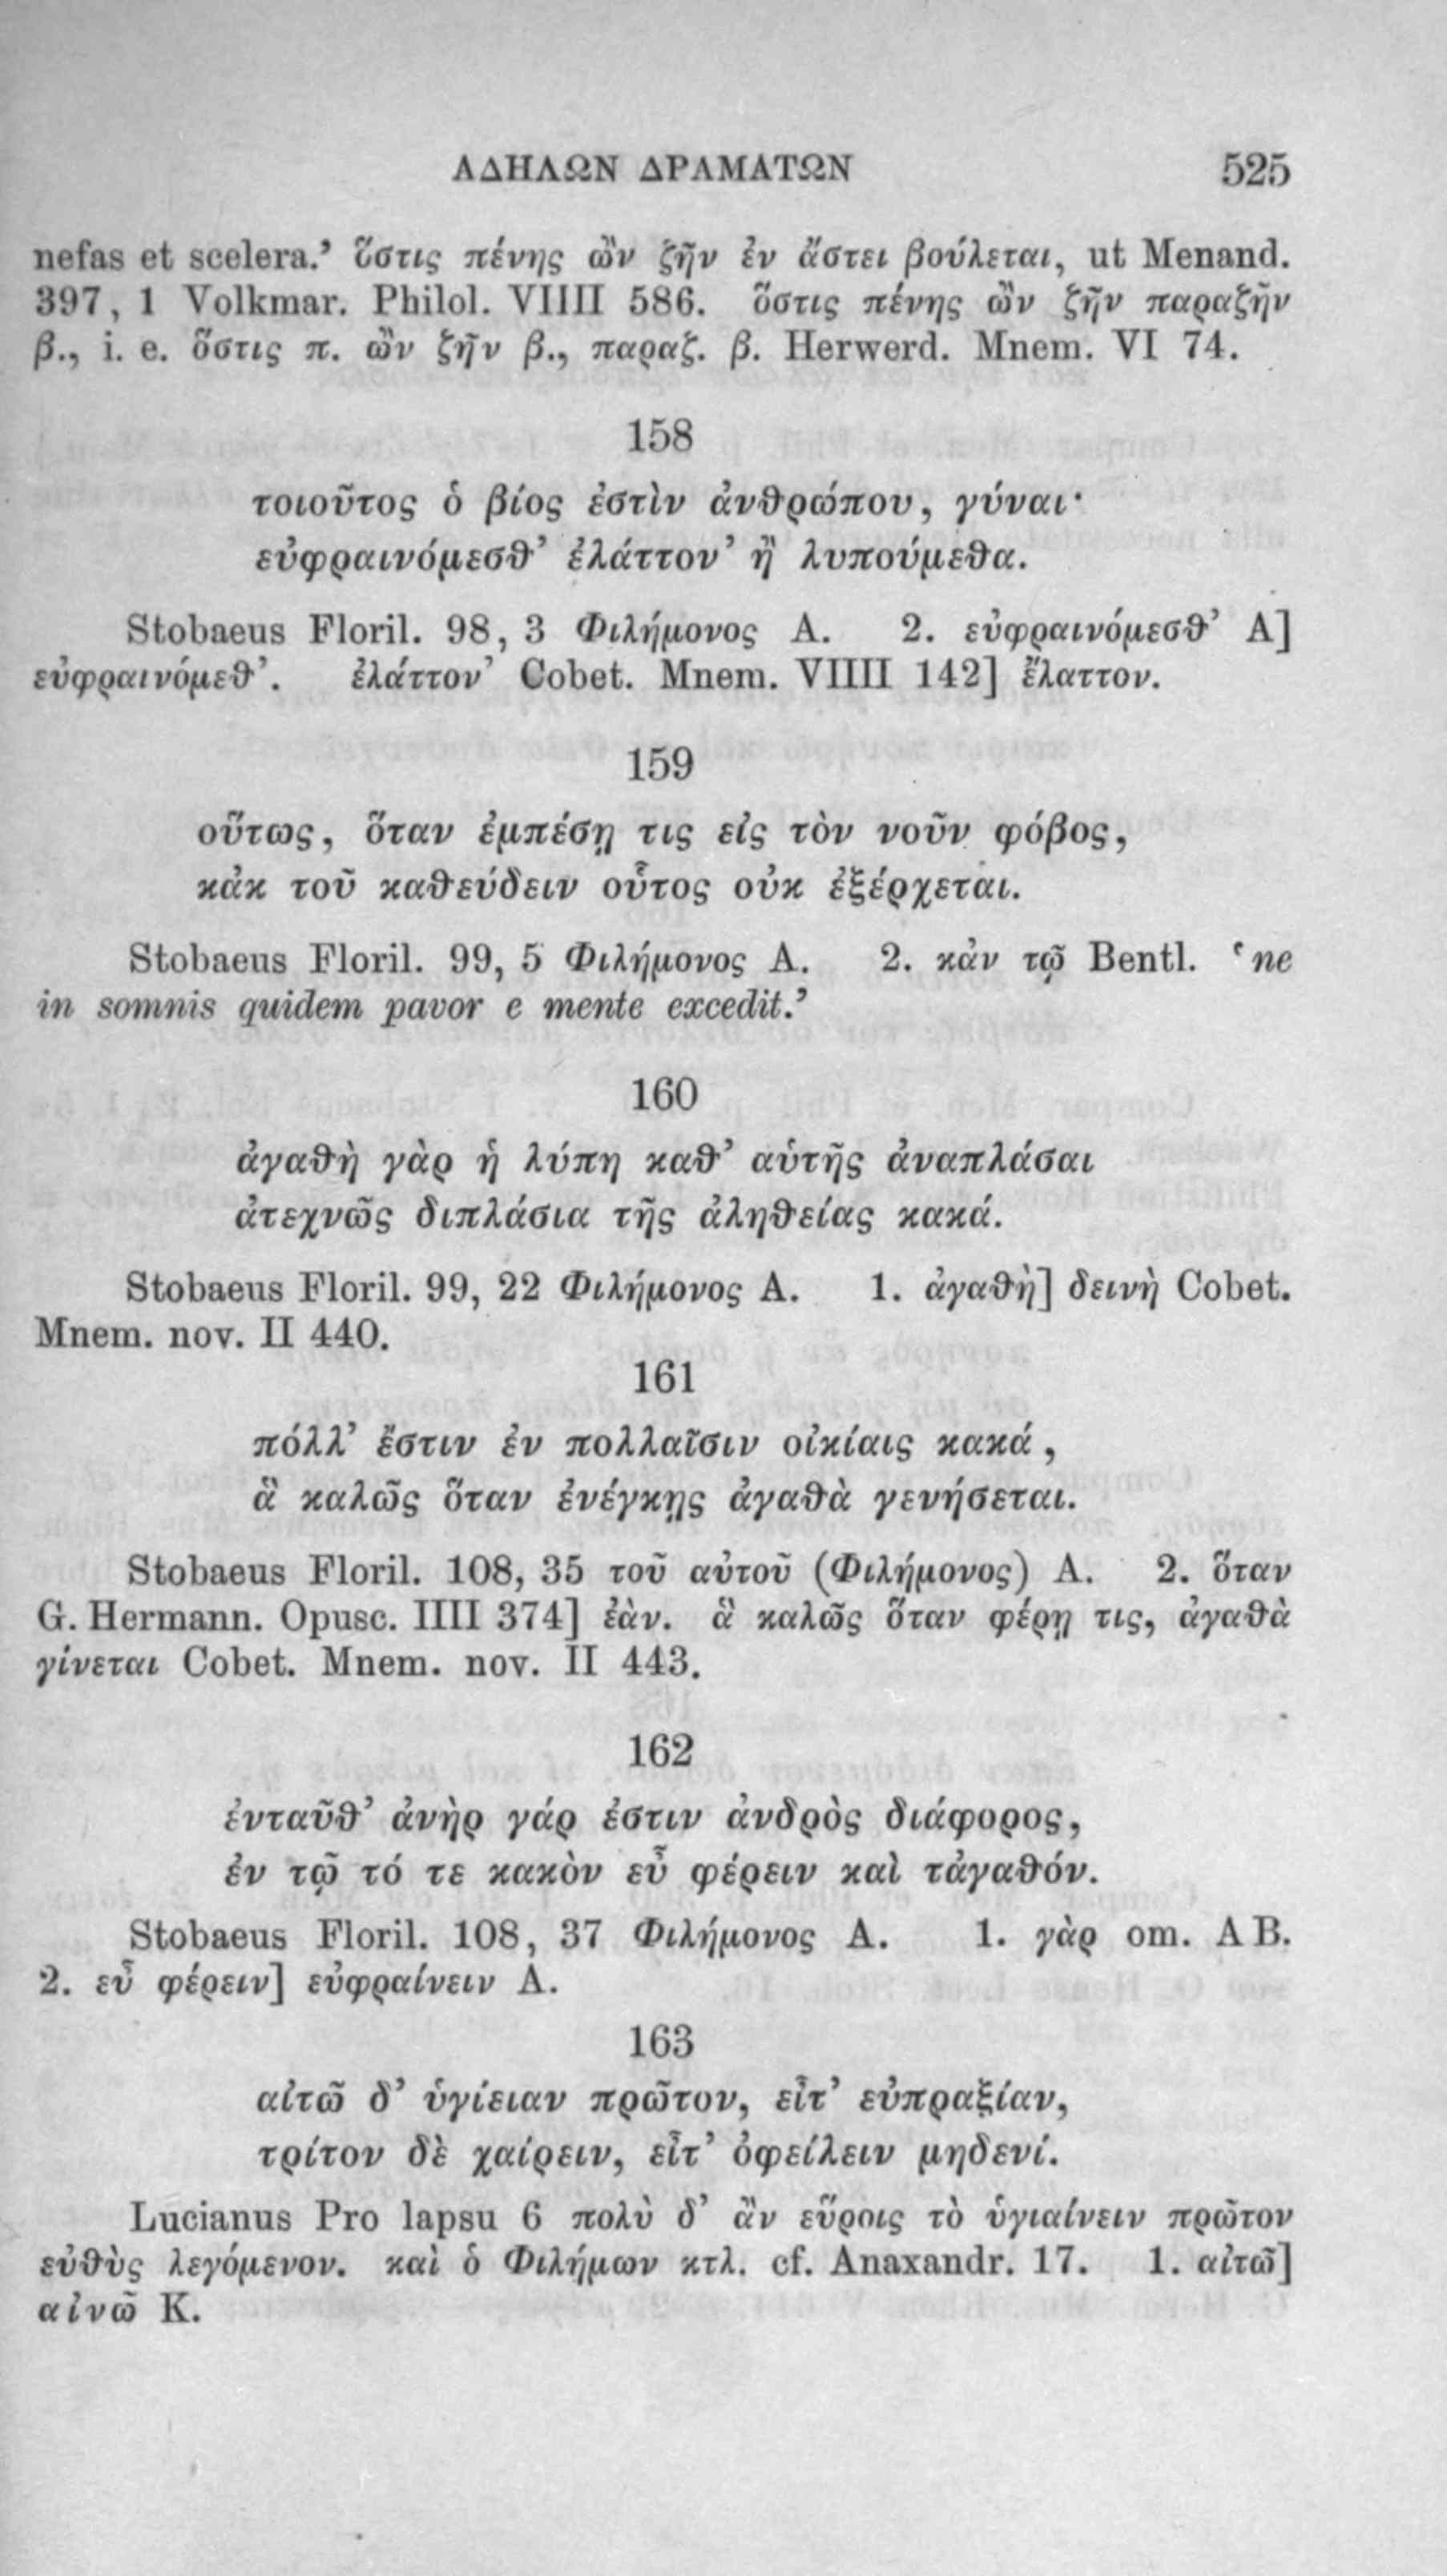 ΑΔΗΛΩΝ ΔΡΑΜΑΤΩΝ 525
nefas et scelera.’ ὅστις πένης ὢν ζῆν ἐν ἄστει βούλεται, ut Menand.
397, 1 Volkmar. Philol. VIIII 586. ὅστις πένης ὢν ζῆν παραζῆν
β., i. e. ὅστις π. ὢν ζῆν β., παραζ. β. Herwerd. Mnem. VI 74.
158
τοιοῦτος ὁ βίος ἐστὶν ἀνθρώπου, γύναι·
εὐφραινόμεσθ’ ἐλάττον’ ἢ λυπούμεθα.
Stobaeus Floril. 98, 3 Φιλήμονος A. 2. εὐφραινόμεσθ’ A]
εὐφραινόμεθ’. ἐλάττον’ Cobet. Mnem. VIIII 142] ἔλαττον.
159
οὕτως, ὅταν ἐμπέσῃ τις εἰς τὸν νοῦν φόβος,
κἀκ τοῦ καθεύδειν οὗτος οὐκ ἐξέρχεται.
Stobaeus Floril. 99, 5 Φιλήμονος A. 2. κἀν τῷ Bentl. ‘ne
in somnis quidem pavor e mente excedit.’
160
ἀγαθὴ γὰρ ἡ λύπη καθ’ αὑτῆς ἀναπλάσαι
ἀτεχνῶς διπλάσια τῆς ἀληθείας κακά.
Stobaeus Floril. 99, 22 Φιλήμονος A. 1. ἀγαθὴ] δεινὴ Cobet.
Mnem. nov. II 440.
161
πόλλ’ ἔστιν ἐν πολλαῖσιν οἰκίαις κακά,
ἃ καλῶς ὅταν ἐνέγκῃς ἀγαθὰ γενήσεται.
Stobaeus Floril. 108, 35 τοῦ αὐτοῦ (Φιλήμονος) A. 2. ὅταν
G. Hermann. Opusc. IIII 374] ἐὰν. ἃ καλῶς ὅταν φέρῃ τις, ἀγαθὰ
γίνεται Cobet. Mnem. nov. II 443.
162
ἐνταῦθ’ ἀνὴρ γάρ ἐστιν ἀνδρὸς διάφορος,
ἐν τῷ τό τε κακὸν εὖ φέρειν καὶ τἀγαθόν.
Stobaeus Floril. 108, 37 Φιλήμονος A. 1. γὰρ om. A B.
2. εὖ φέρειν] εὐφραίνειν A.
163
αἰτῶ δ’ ὑγίειαν πρῶτον, εἶτ’ εὐπραξίαν,
τρίτον δὲ χαίρειν, εἶτ’ ὀφείλειν μηδενί.
Lucianus Pro lapsu 6 πολὺ δ’ ἂν εὕροις τὸ ὑγιαίνειν πρῶτον
εὐθὺς λεγόμενον. καὶ ὁ Φιλήμων κτλ. cf. Anaxandr. 17. 1. αἰτῶ]
αἰνῶ K.